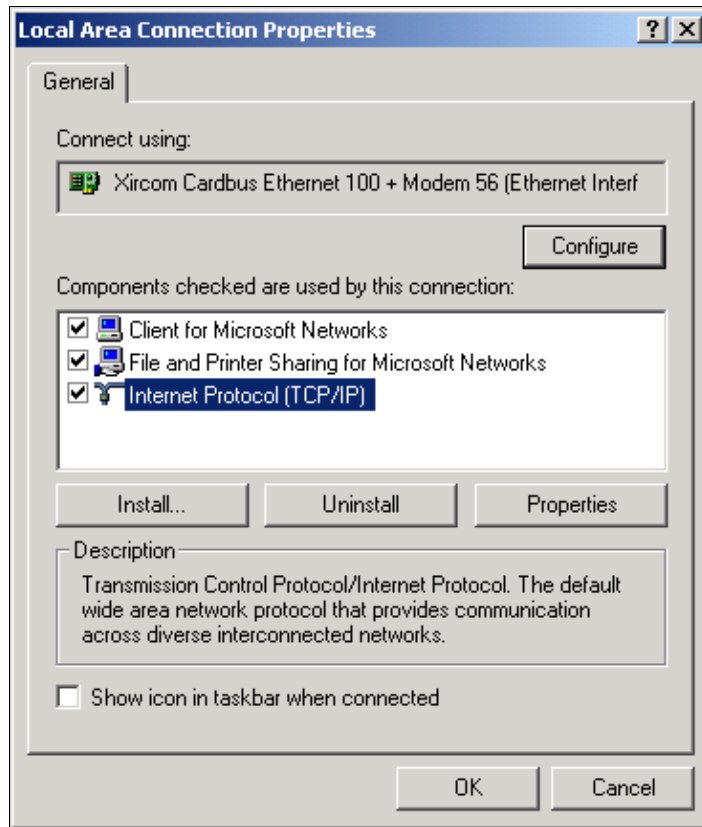 Local Area Connection Properties
General
Connect using:
Xircom Cardbus Ethernet 100 + Modem 56 (Ethernet Interf
Configure
Components checked are used by this connection:
Client for Microsoft Networks
File and Printer Sharing for Microsoft Networks
Internet Protocol (TCP/IP)
Install... Uninstall Properties
Description
Transmission Control Protocol/Internet Protocol. The default
wide area network protocol that provides communication
across diverse interconnected networks.
Show icon in taskbar when connected
OK Cancel